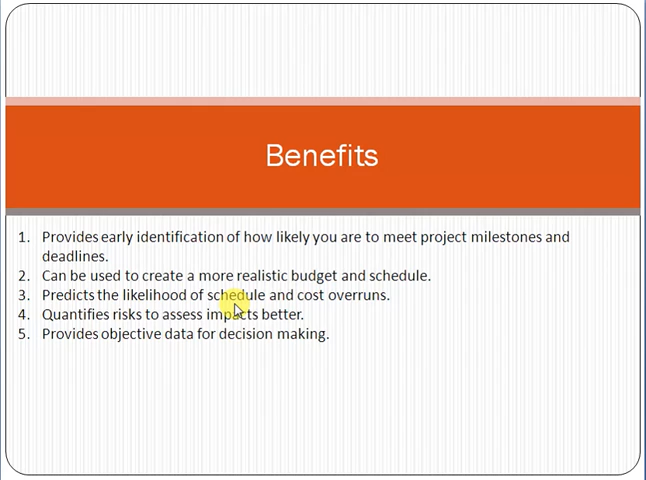 Benefits
1. Provides early identification of how likely you are to meet project milestones and
deadlines.
2. Can be used to create a more realistic budget and schedule.
3. Predicts the likelihood of schedule and cost overruns.
4. Quantifies risks to assess impacts better.
5. Provides objective data for decision making.